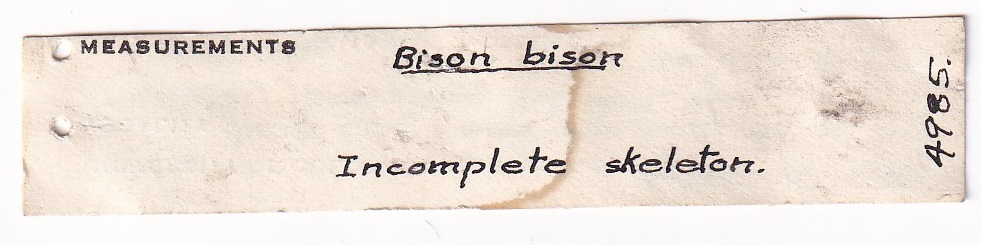 MEASUREMENTS
Bison bison
Incomplete skeleton.
4985.